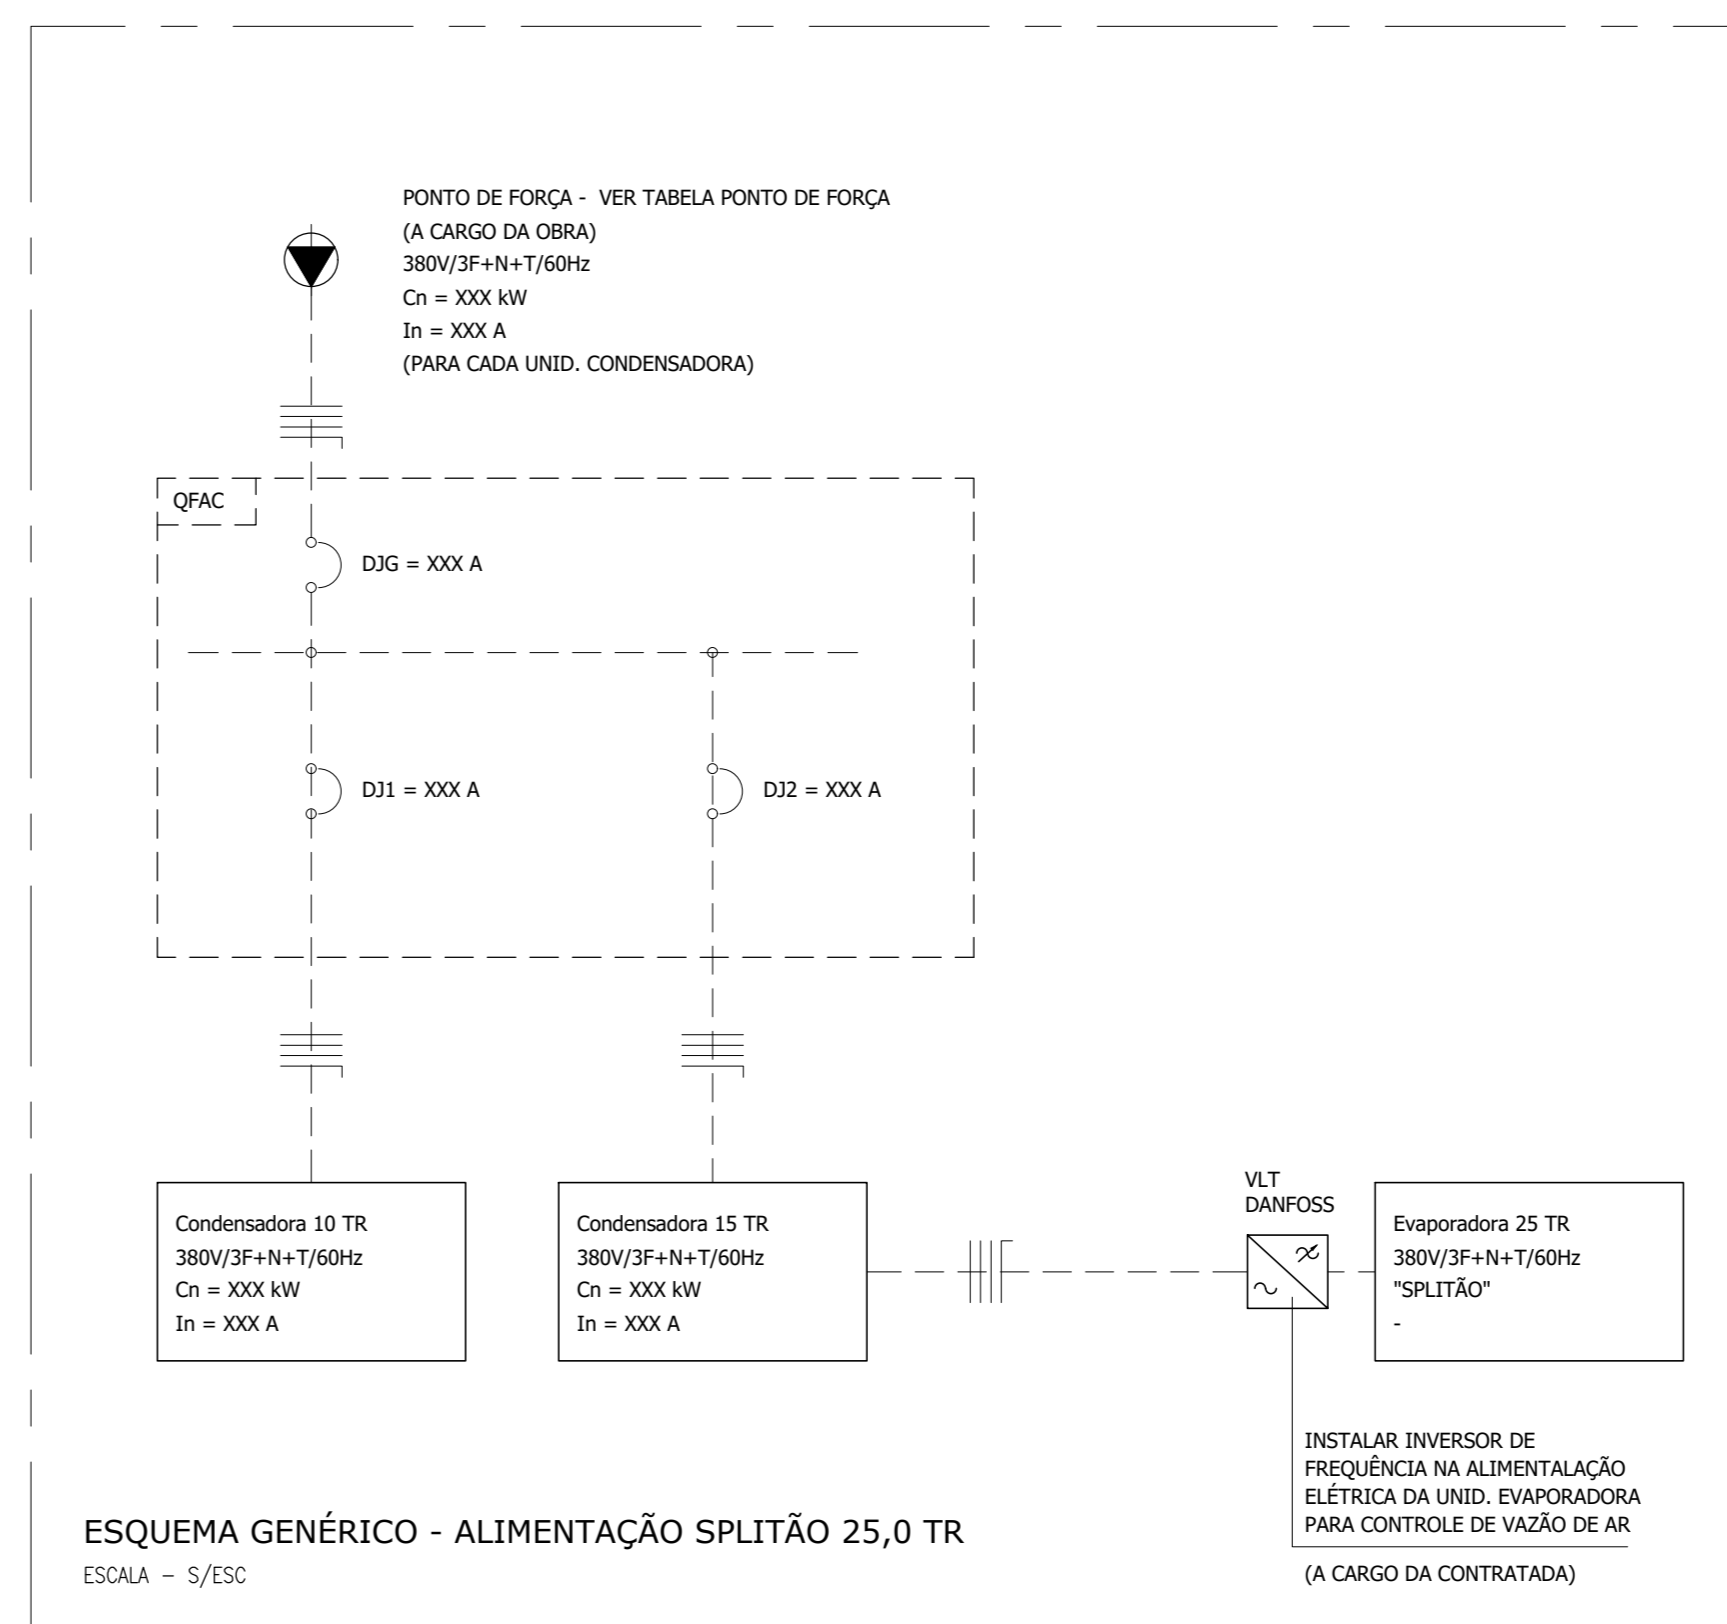 PONTO DE FORÇA -  VER TABELA PONTO DE FORÇA
(A CARGO DA OBRA)
380V/3F+N+T/60Hz
Cn = XXX kW
In = XXX A
(PARA CADA UNID. CONDENSADORA)
QFAC
DJG = XXX A
DJ1 = XXX A
DJ2 = XXX A
Condensadora 10 TR
380V/3F+N+T/60Hz
Cn = XXX kW
In = XXX A
Condensadora 15 TR
380V/3F+N+T/60Hz
Cn = XXX kW
In = XXX A
VLT
DANFOSS
Evaporadora 25 TR
380V/3F+N+T/60Hz
"SPLITÃO"
-
INSTALAR INVERSOR DE
FREQUÊNCIA NA ALIMENTALAÇÃO
ELÉTRICA DA UNID. EVAPORADORA
PARA CONTROLE DE VAZÃO DE AR
(A CARGO DA CONTRATADA)
ESQUEMA GENÉRICO - ALIMENTAÇÃO SPLITÃO 25,0 TR
ESCALA – S/ESC